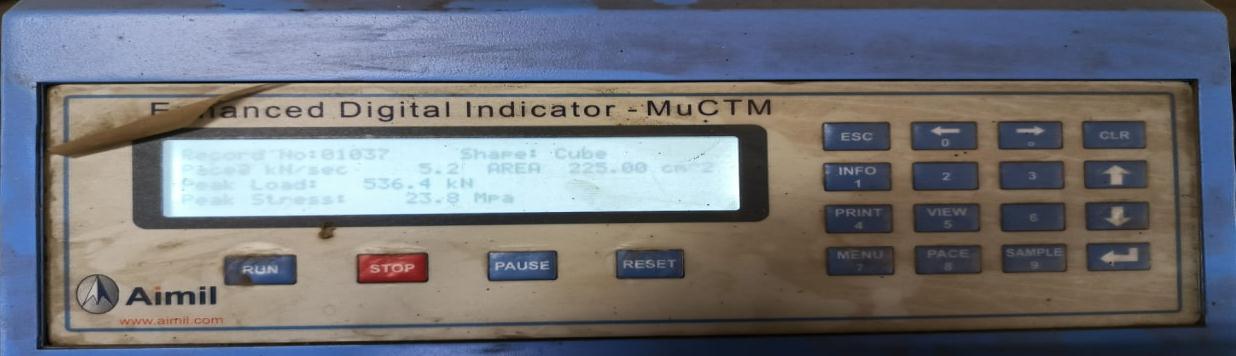 Enhanced Digital Indicator - MuCTM
Record No:01037 Shape: Cube
Pace@ kN/sec 5.2 AREA 225.00 cm^2
Peak Load: 536.4 kN
Peak Stress: 23.8 Mpa
RUN STOP PAUSE RESET
Aimil
www.aimil.com
ESC ← 0 → . CLR
INFO 1 2 3 ↑
PRINT 4 VIEW 5 6 ↓
MENU 7 PACE 8 SAMPLE 9 ↵